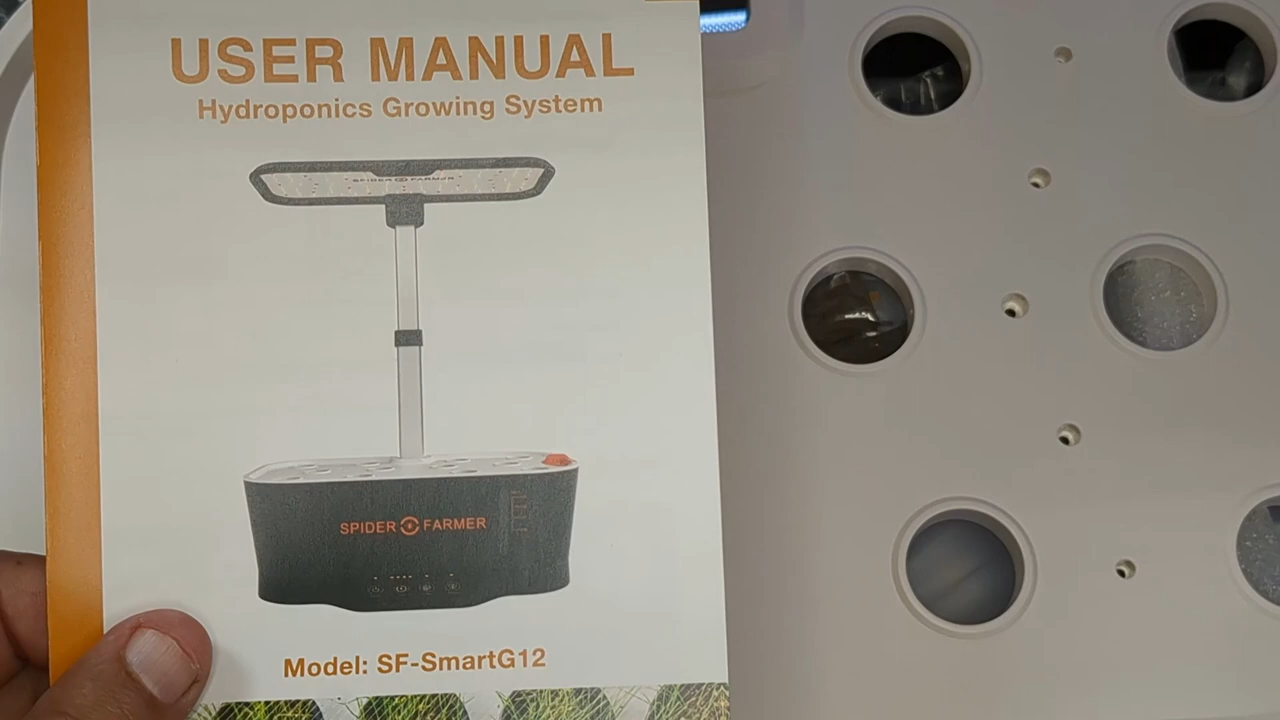 USER MANUAL
Hydroponics Growing System
SPIDER FARMER
SPIDER FARMER
Model: SF-SmartG12